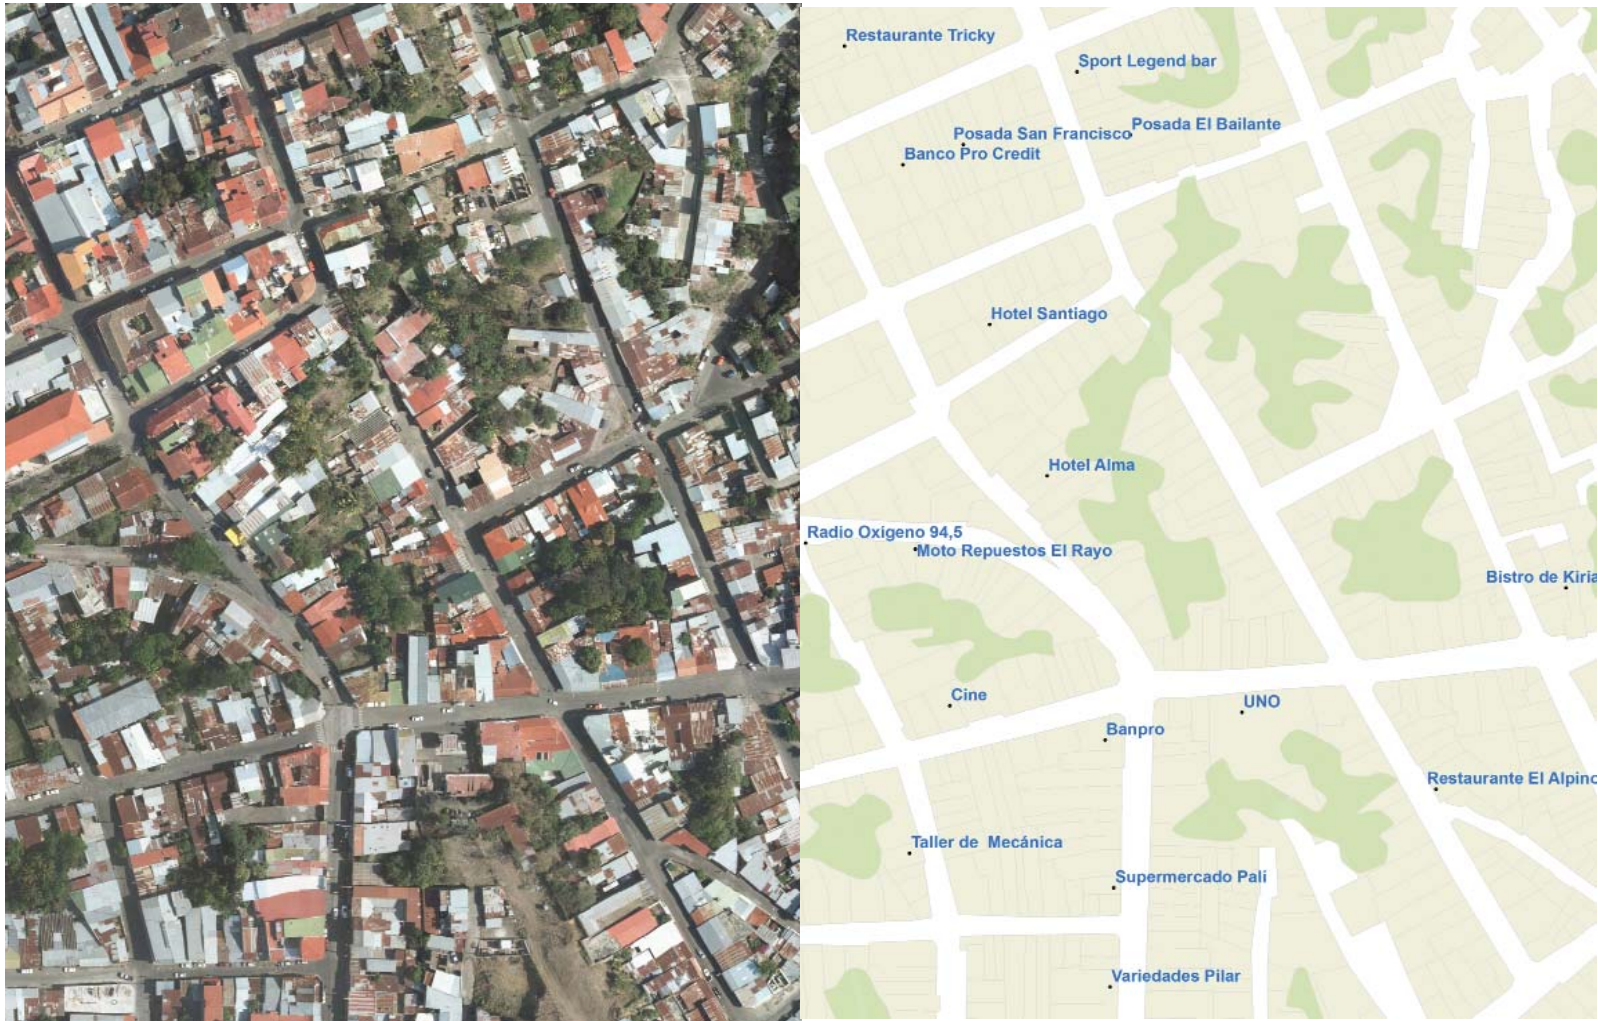 Restaurante Tricky
Sport Legend bar
Posada El Bailante
Posada San Francisco
Banco Pro Credit
Hotel Santiago
Hotel Alma
Radio Oxigeno 94,5
Moto Repuestos El Rayo
Bistro de Kiria
Cine
UNO
Banpro
Restaurante El Alpino
Taller de Mecánica
Supermercado Pali
Variedades Pilar